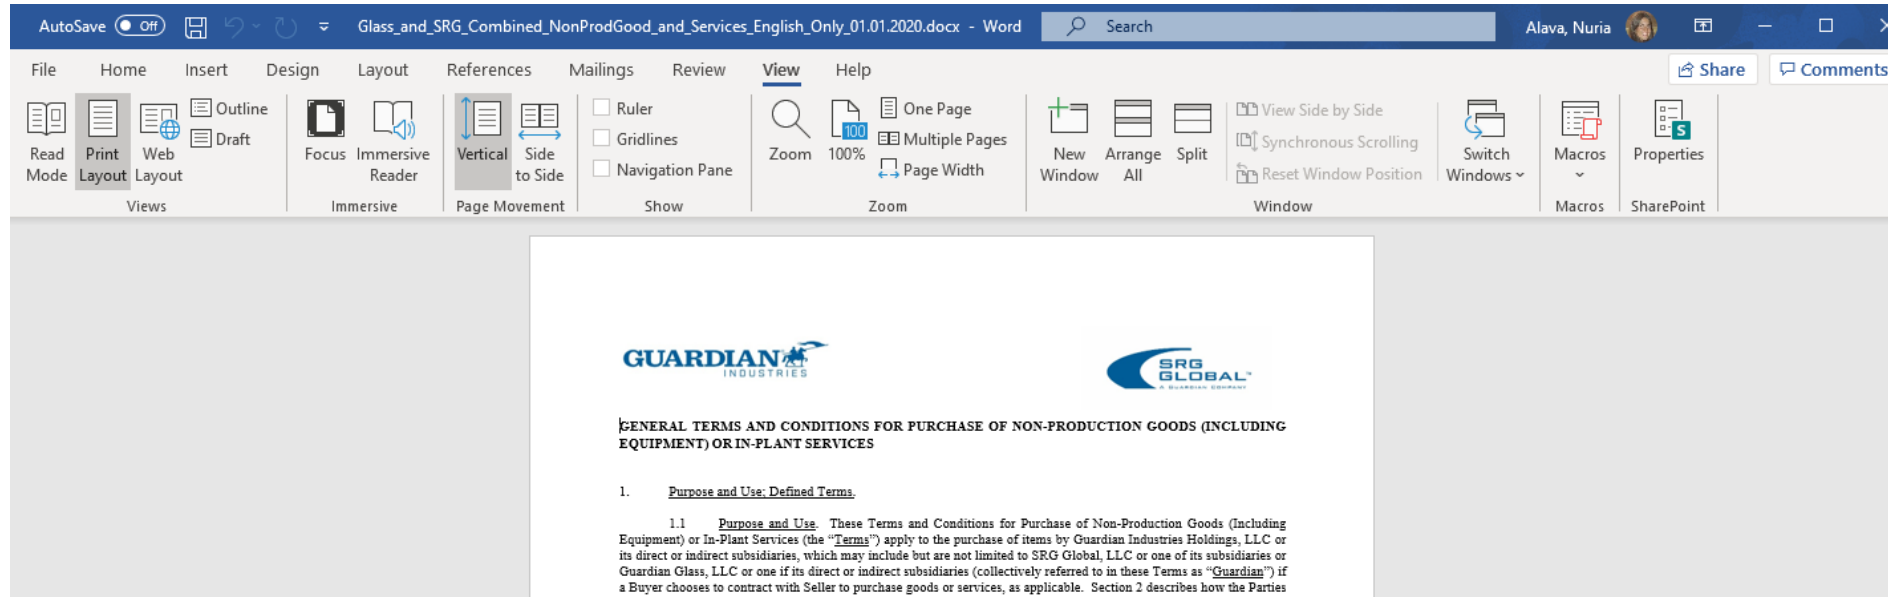 AutoSave Off Glass_and_SRG_Combined_NonProdGood_and_Services_English_Only_01.01.2020.docx - Word Search Alava, Nuria
File Home Insert Design Layout References Mailings Review View Help Share Comments
Read Mode
Print Layout
Web Layout
Outline
Draft
Views
Focus
Immersive Reader
Immersive
Vertical
Side to Side
Page Movement
Ruler
Gridlines
Navigation Pane
Show
Zoom
100
100%
One Page
Multiple Pages
Page Width
Zoom
New Window
Arrange All
Split
View Side by Side
Synchronous Scrolling
Reset Window Position
Window
Switch Windows
Macros
Macros
S
Properties
SharePoint
GUARDIAN
INDUSTRIES
SRG
GLOBAL™
A GUARDIAN COMPANY
GENERAL TERMS AND CONDITIONS FOR PURCHASE OF NON-PRODUCTION GOODS (INCLUDING
EQUIPMENT) OR IN-PLANT SERVICES
1. Purpose and Use; Defined Terms.
1.1 Purpose and Use. These Terms and Conditions for Purchase of Non-Production Goods (Including
Equipment) or In-Plant Services (the “Terms”) apply to the purchase of items by Guardian Industries Holdings, LLC or
its direct or indirect subsidiaries, which may include but are not limited to SRG Global, LLC or one of its subsidiaries or
Guardian Glass, LLC or one if its direct or indirect subsidiaries (collectively referred to in these Terms as “Guardian”) if
a Buyer chooses to contract with Seller to purchase goods or services, as applicable. Section 2 describes how the Parties